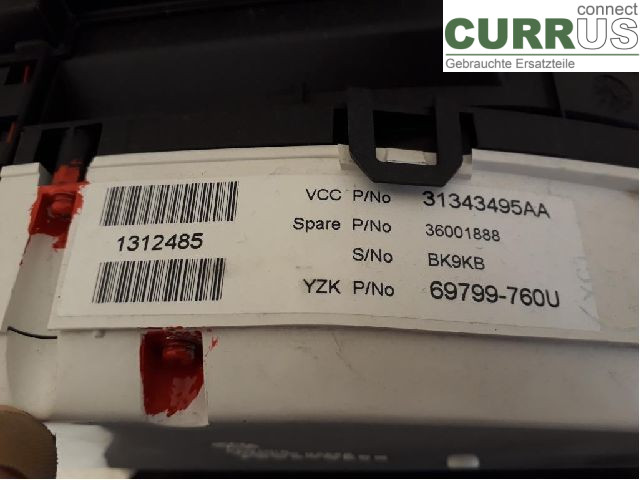 connect
CURRUS
Gebrauchte Ersatzteile
VCC P/No 31343495AA
Spare P/No 36001888
1312485
S/No BK9KB
YZK P/No 69799-760U